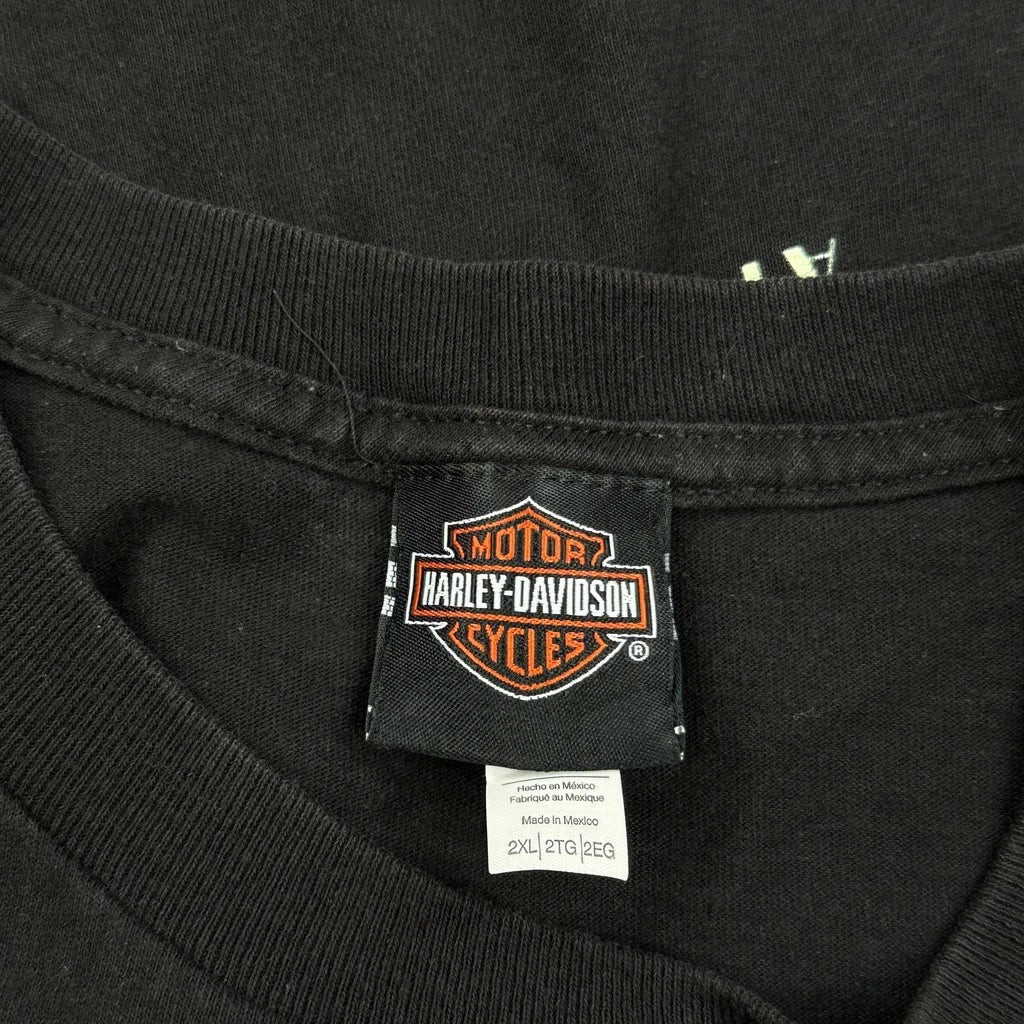 MOTOR
HARLEY-DAVIDSON
CYCLES
®
Hecho en México
Fabriqué au Mexique
Made in Mexico
2XL|2TG|2EG